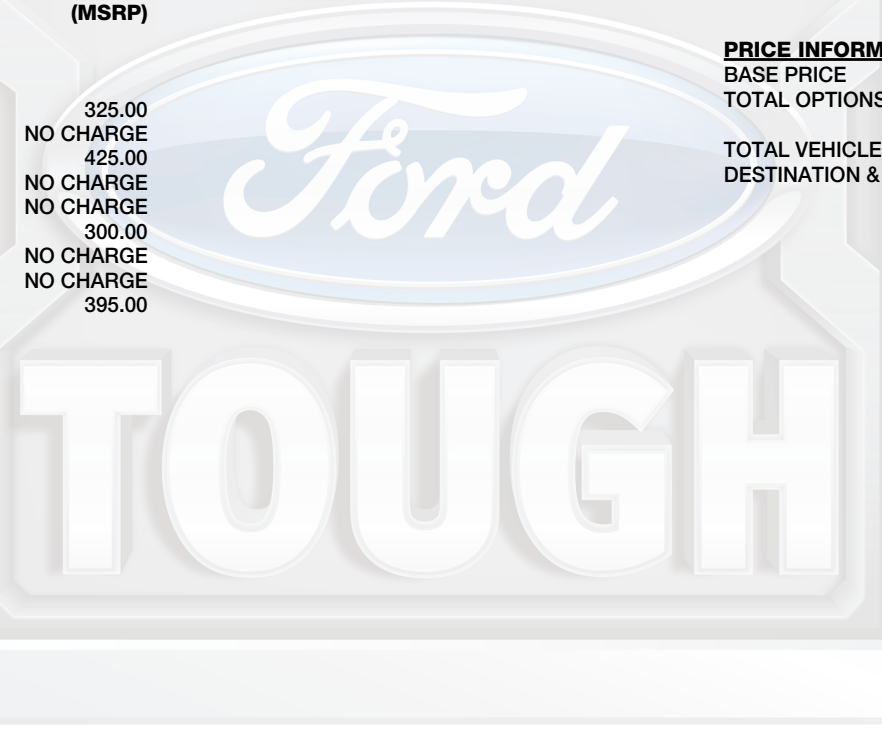 (MSRP)
325.00
NO CHARGE
425.00
NO CHARGE
NO CHARGE
300.00
NO CHARGE
NO CHARGE
395.00
PRICE INFORM
BASE PRICE
TOTAL OPTIONS
TOTAL VEHICLE
DESTINATION &
Ford
TOUGH